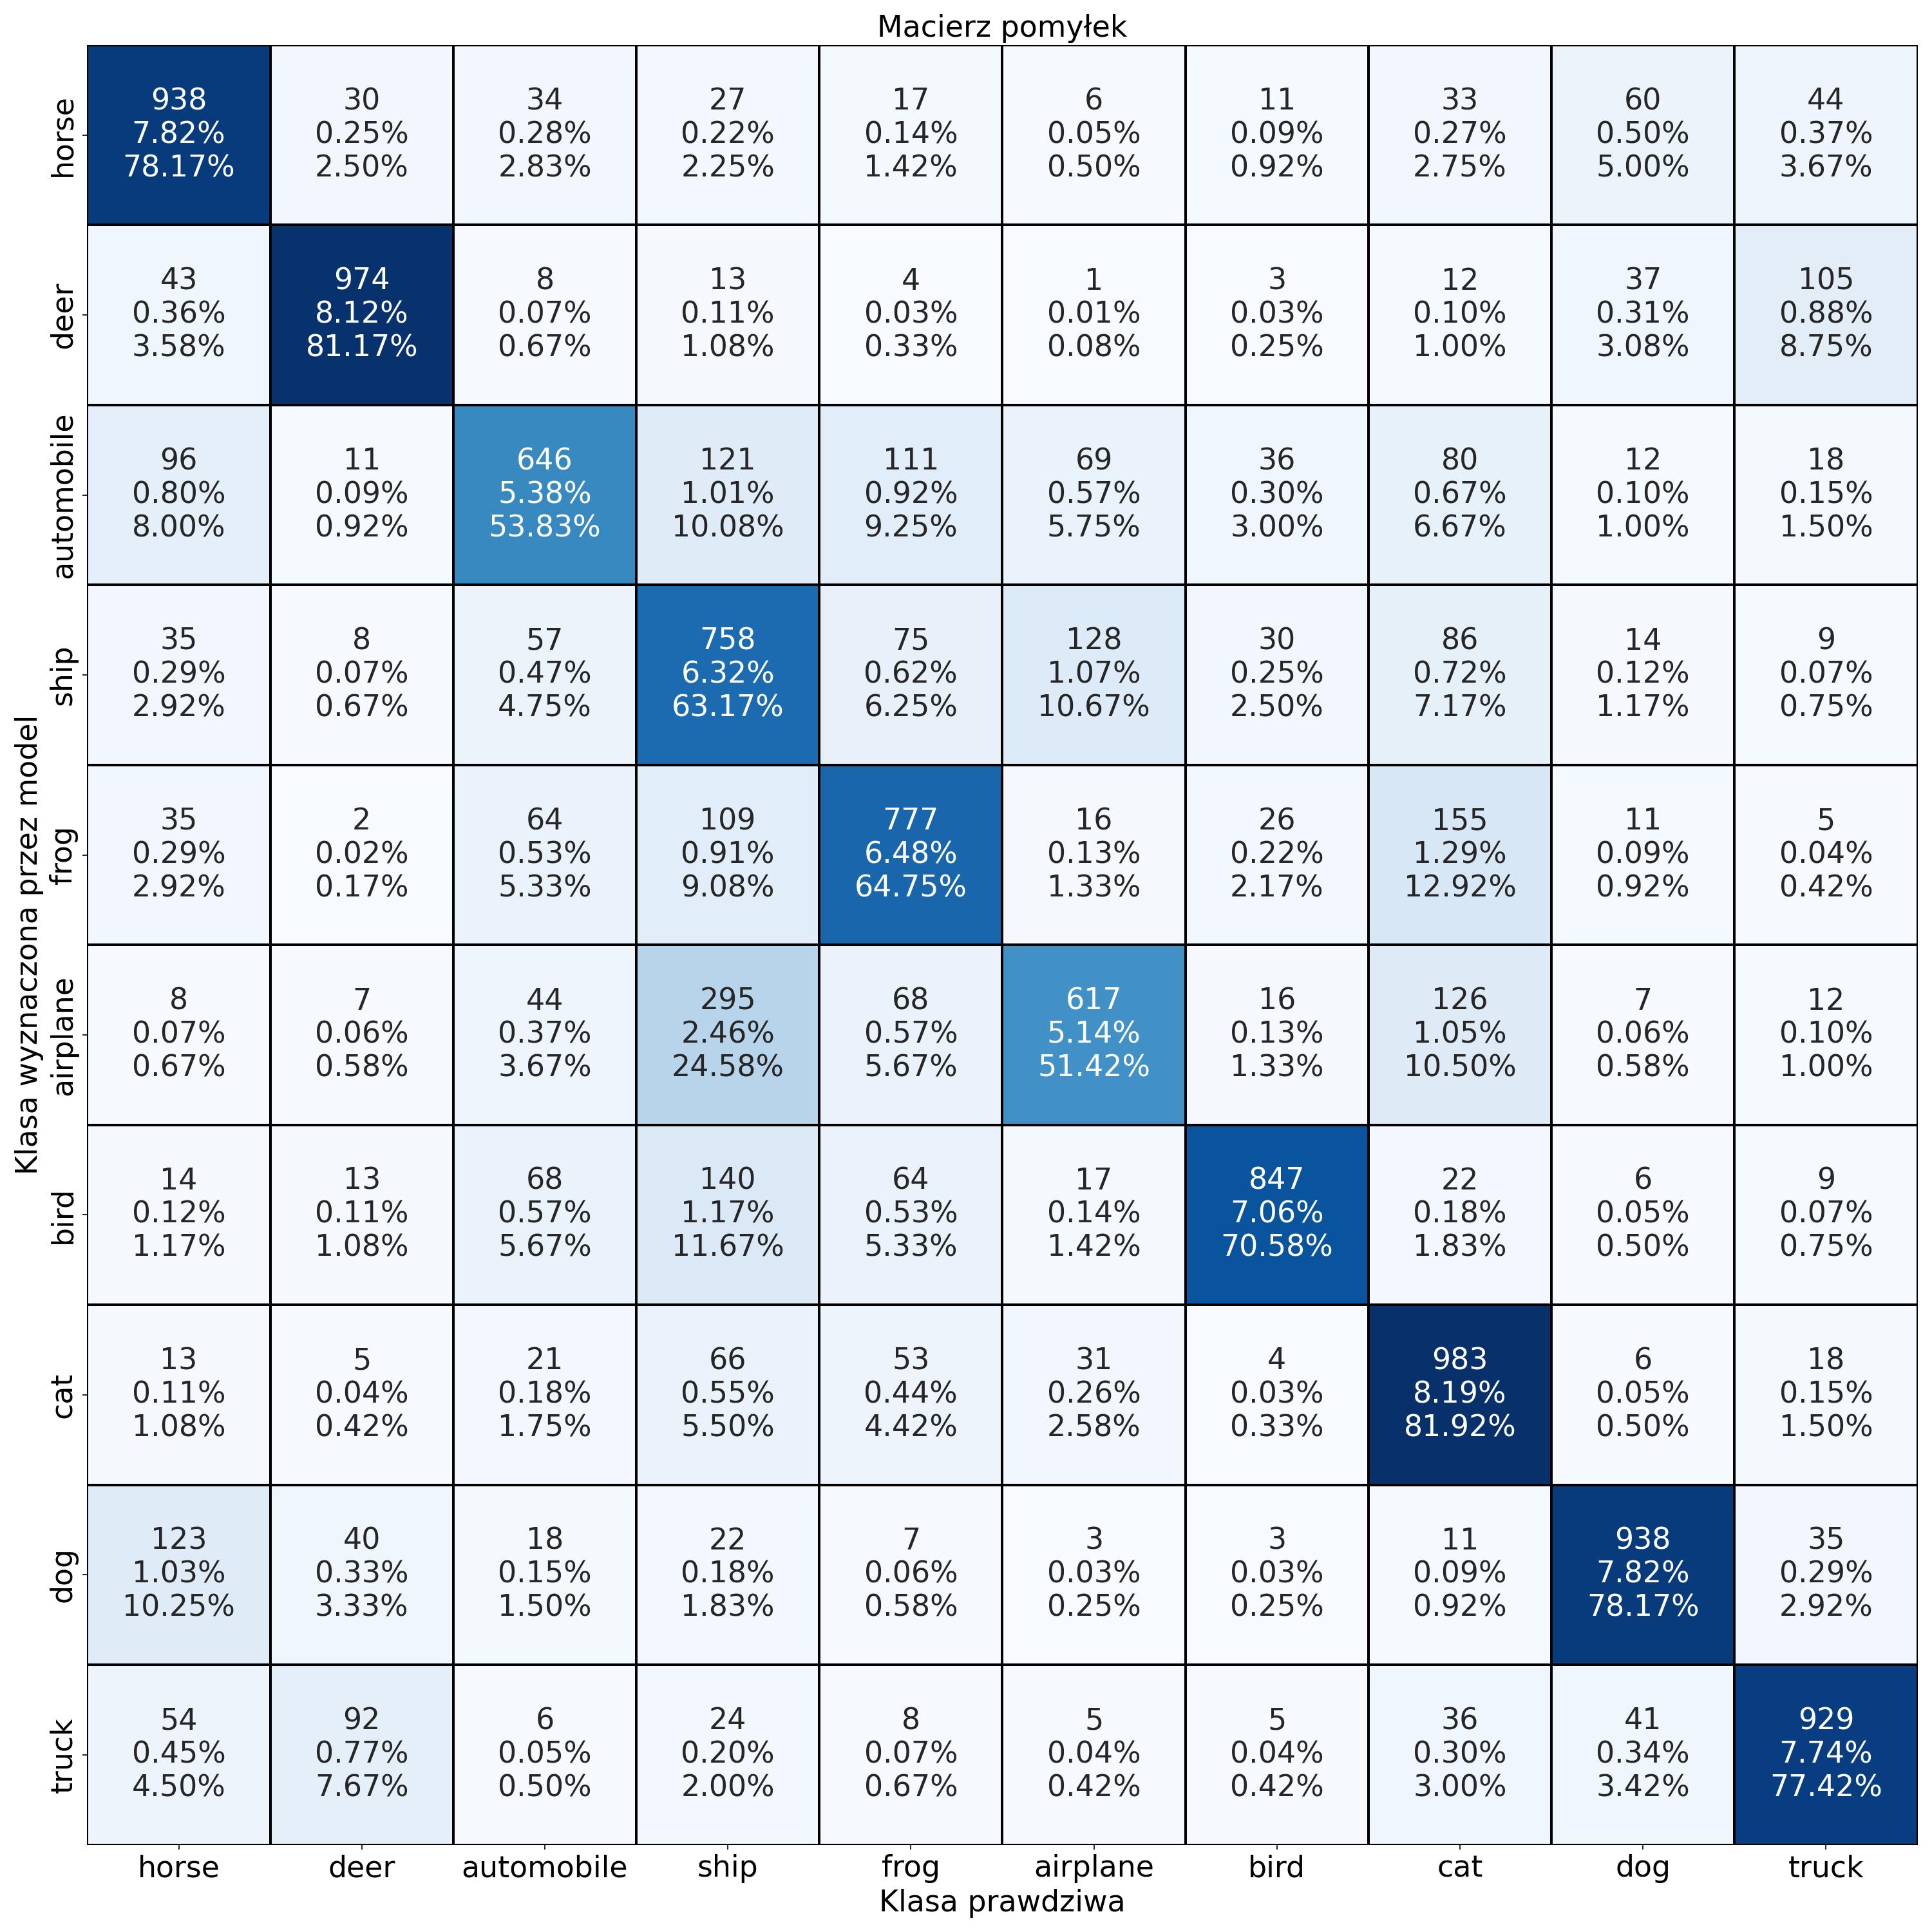 Macierz pomyłek
Klasa wyznaczona przez model
horse
938 30 34 27 17 6 11 33 60 44
7.82% 0.25% 0.28% 0.22% 0.14% 0.05% 0.09% 0.27% 0.50% 0.37%
78.17% 2.50% 2.83% 2.25% 1.42% 0.50% 0.92% 2.75% 5.00% 3.67%
deer
43 974 8 13 4 1 3 12 37 105
0.36% 8.12% 0.07% 0.11% 0.03% 0.01% 0.03% 0.10% 0.31% 0.88%
3.58% 81.17% 0.67% 1.08% 0.33% 0.08% 0.25% 1.00% 3.08% 8.75%
automobile
96 11 646 121 111 69 36 80 12 18
0.80% 0.09% 5.38% 1.01% 0.92% 0.57% 0.30% 0.67% 0.10% 0.15%
8.00% 0.92% 53.83% 10.08% 9.25% 5.75% 3.00% 6.67% 1.00% 1.50%
ship
35 8 57 758 75 128 30 86 14 9
0.29% 0.07% 0.47% 6.32% 0.62% 1.07% 0.25% 0.72% 0.12% 0.07%
2.92% 0.67% 4.75% 63.17% 6.25% 10.67% 2.50% 7.17% 1.17% 0.75%
frog
35 2 64 109 777 16 26 155 11 5
0.29% 0.02% 0.53% 0.91% 6.48% 0.13% 0.22% 1.29% 0.09% 0.04%
2.92% 0.17% 5.33% 9.08% 64.75% 1.33% 2.17% 12.92% 0.92% 0.42%
airplane
8 7 44 295 68 617 16 126 7 12
0.07% 0.06% 0.37% 2.46% 0.57% 5.14% 0.13% 1.05% 0.06% 0.10%
0.67% 0.58% 3.67% 24.58% 5.67% 51.42% 1.33% 10.50% 0.58% 1.00%
bird
14 13 68 140 64 17 847 22 6 9
0.12% 0.11% 0.57% 1.17% 0.53% 0.14% 7.06% 0.18% 0.05% 0.07%
1.17% 1.08% 5.67% 11.67% 5.33% 1.42% 70.58% 1.83% 0.50% 0.75%
cat
13 5 21 66 53 31 4 983 6 18
0.11% 0.04% 0.18% 0.55% 0.44% 0.26% 0.03% 8.19% 0.05% 0.15%
1.08% 0.42% 1.75% 5.50% 4.42% 2.58% 0.33% 81.92% 0.50% 1.50%
dog
123 40 18 22 7 3 3 11 938 35
1.03% 0.33% 0.15% 0.18% 0.06% 0.03% 0.03% 0.09% 7.82% 0.29%
10.25% 3.33% 1.50% 1.83% 0.58% 0.25% 0.25% 0.92% 78.17% 2.92%
truck
54 92 6 24 8 5 5 36 41 929
0.45% 0.77% 0.05% 0.20% 0.07% 0.04% 0.04% 0.30% 0.34% 7.74%
4.50% 7.67% 0.50% 2.00% 0.67% 0.42% 0.42% 3.00% 3.42% 77.42%
horse deer automobile ship frog airplane bird cat dog truck
Klasa prawdziwa